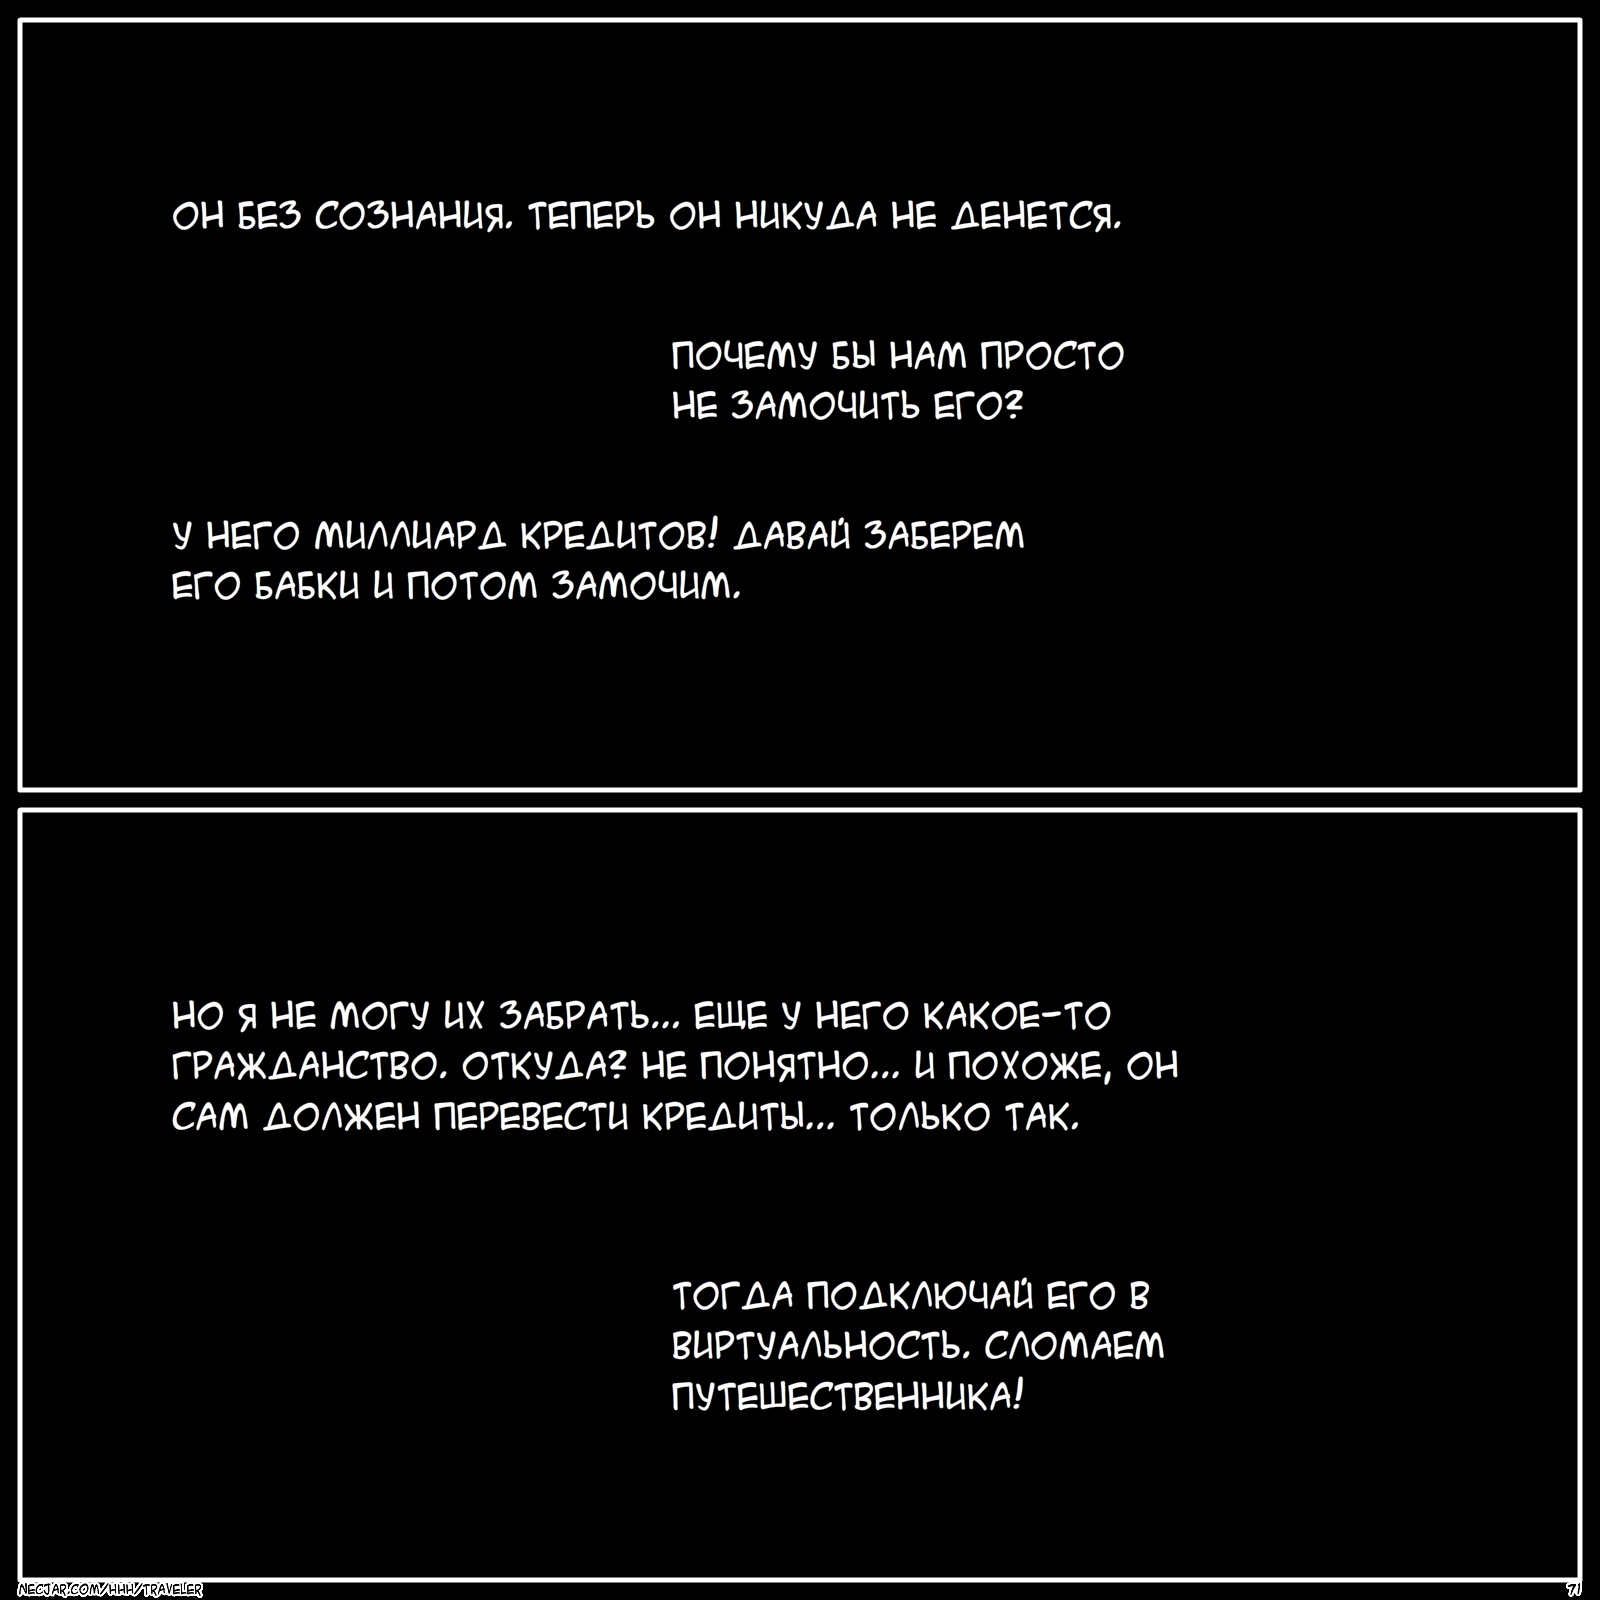 ОН БЕЗ СОЗНАНИЯ. ТЕПЕРЬ ОН НИКУДА НЕ ДЕНЕТСЯ.
ПОЧЕМУ БЫ НАМ ПРОСТО
НЕ ЗАМОЧИТЬ ЕГО?
У НЕГО МИЛЛИАРД КРЕДИТОВ! ДАВАЙ ЗАБЕРЕМ
ЕГО БАБКИ И ПОТОМ ЗАМОЧИМ.
НО Я НЕ МОГУ ИХ ЗАБРАТЬ... ЕЩЕ У НЕГО КАКОЕ-ТО
ГРАЖДАНСТВО. ОТКУДА? НЕ ПОНЯТНО... И ПОХОЖЕ, ОН
САМ ДОЛЖЕН ПЕРЕВЕСТИ КРЕДИТЫ... ТОЛЬКО ТАК.
ТОГДА ПОДКЛЮЧАЙ ЕГО В
ВИРТУАЛЬНОСТЬ. СЛОМАЕМ
ПУТЕШЕСТВЕННИКА!
NECJAR.COM/HHH/TRAVELER
71